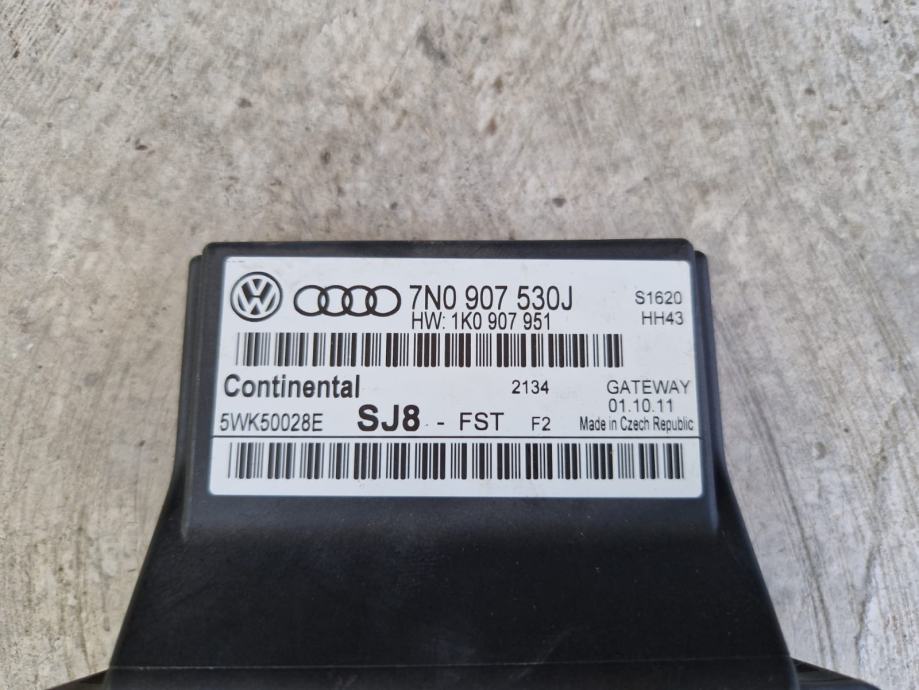 7N0 907 530J S1620
HW: 1K0 907 951 HH43
Continental 2134 GATEWAY
01.10.11
5WK50028E SJ8 - FST F2 Made in Czech Republic